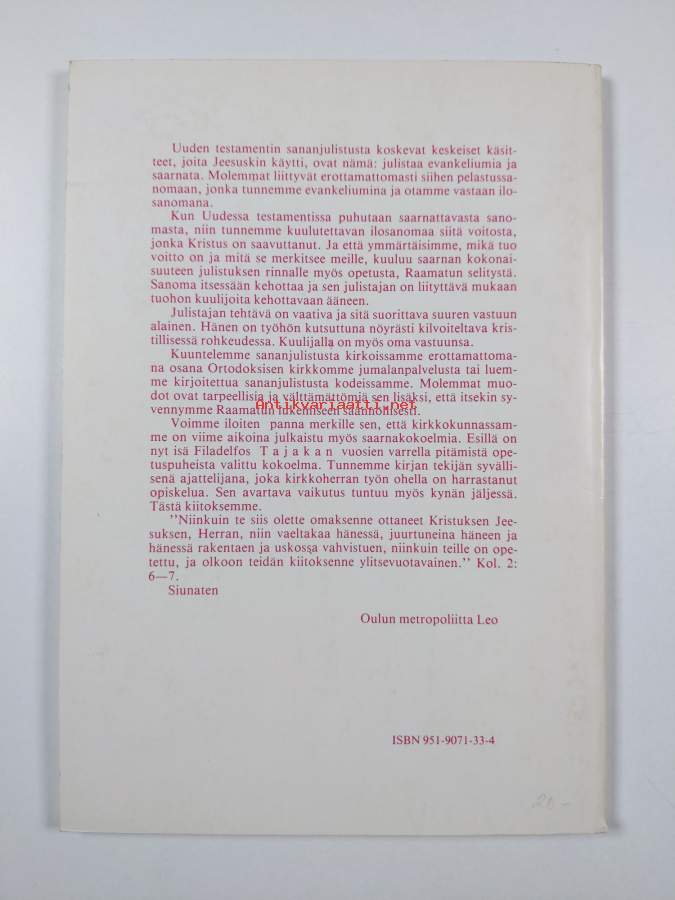 Uuden testamentin sananjulistusta koskevat keskeiset käsit-
teet, joita Jeesuskin käytti, ovat nämä: julistaa evankeliumia ja
saarnata. Molemmat liittyvät erottamattomasti siihen pelastussa-
nomaan, jonka tunnemme evankeliumina ja otamme vastaan ilo-
sanomana.
Kun Uudessa testamentissa puhutaan saarnattavasta sano-
masta, niin tunnemme kuulutettavan ilosanomaa siitä voitosta,
jonka Kristus on saavuttanut. Ja että ymmärtäisimme, mikä tuo
voitto on ja mitä se merkitsee meille, kuuluu saarnan kokonai-
suuteen julistuksen rinnalle myös opetusta, Raamatun selitystä.
Sanoma itsessään kehottaa ja sen julistajan on liityttävä mukaan
tuohon kuulijoita kehottavaan ääneen.
Julistajan tehtävä on vaativa ja sitä suorittava suuren vastuun
alainen. Hänen on työhön kutsuttuna nöyrästi kilvoiteltava kris-
tillisessä rohkeudessa. Kuulijalla on myös oma vastuunsa.
Kuuntelemme sananjulistusta kirkoissamme erottamattoma-
na osana Ortodoksisen kirkkomme jumalanpalvelusta tai luem-
me kirjoitettua sananjulistusta kodeissamme. Molemmat muo-
dot ovat tarpeellisia ja välttämättömiä sen lisäksi, että itsekin sy-
Antikvariaatti.net
vennymme Raamatun lukemiseen säännöllisesti.
Voimme iloiten panna merkille sen, että kirkkokunnassam-
me on viime aikoina julkaistu myös saarnakokoelmia. Esillä on
nyt isä Filadelfos Tajakan vuosien varrella pitämistä ope-
tuspuheista valittu kokoelma. Tunnemme kirjan tekijän syvälli-
senä ajattelijana, joka kirkkoherran työn ohella on harrastanut
opiskelua. Sen avartava vaikutus tuntuu myös kynän jäljessä.
Tästä kiitoksemme.
"Niinkuin te siis olette omaksenne ottaneet Kristuksen Jee-
suksen, Herran, niin vaeltakaa hänessä, juurtuneina häneen ja
hänessä rakentaen ja uskossa vahvistuen, niinkuin teille on ope-
tettu, ja olkoon teidän kiitoksenne ylitsevuotavainen." Kol. 2:
6—7.
Siunaten
Oulun metropoliitta Leo
ISBN 951-9071-33-4
20.-